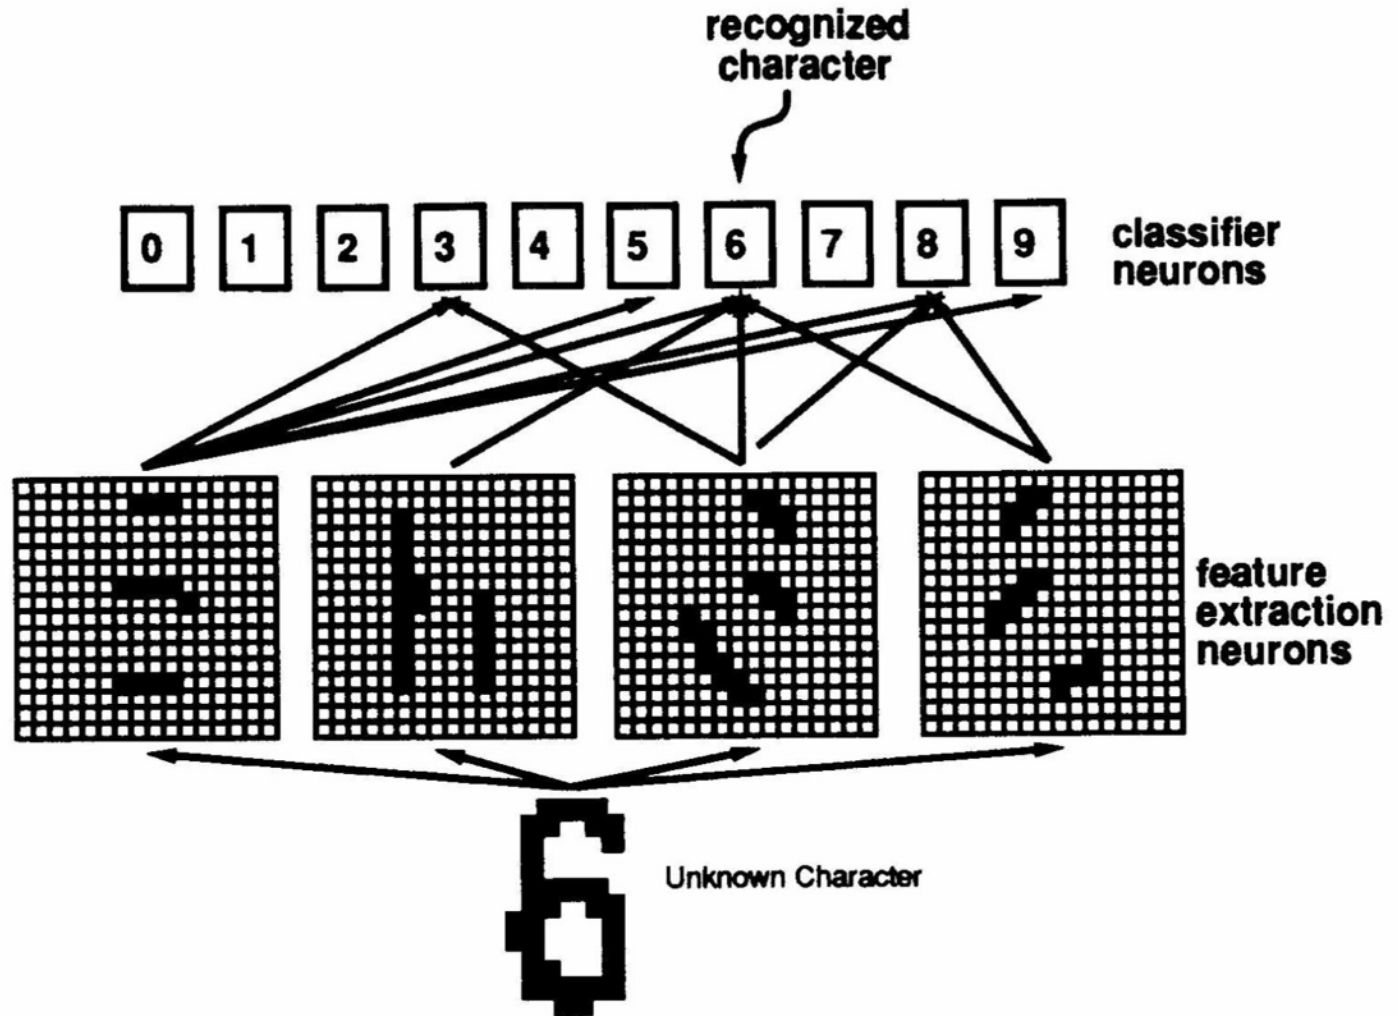 recognized
character
0 1 2 3 4 5 6 7 8 9
classifier
neurons
feature
extraction
neurons
6
Unknown Character